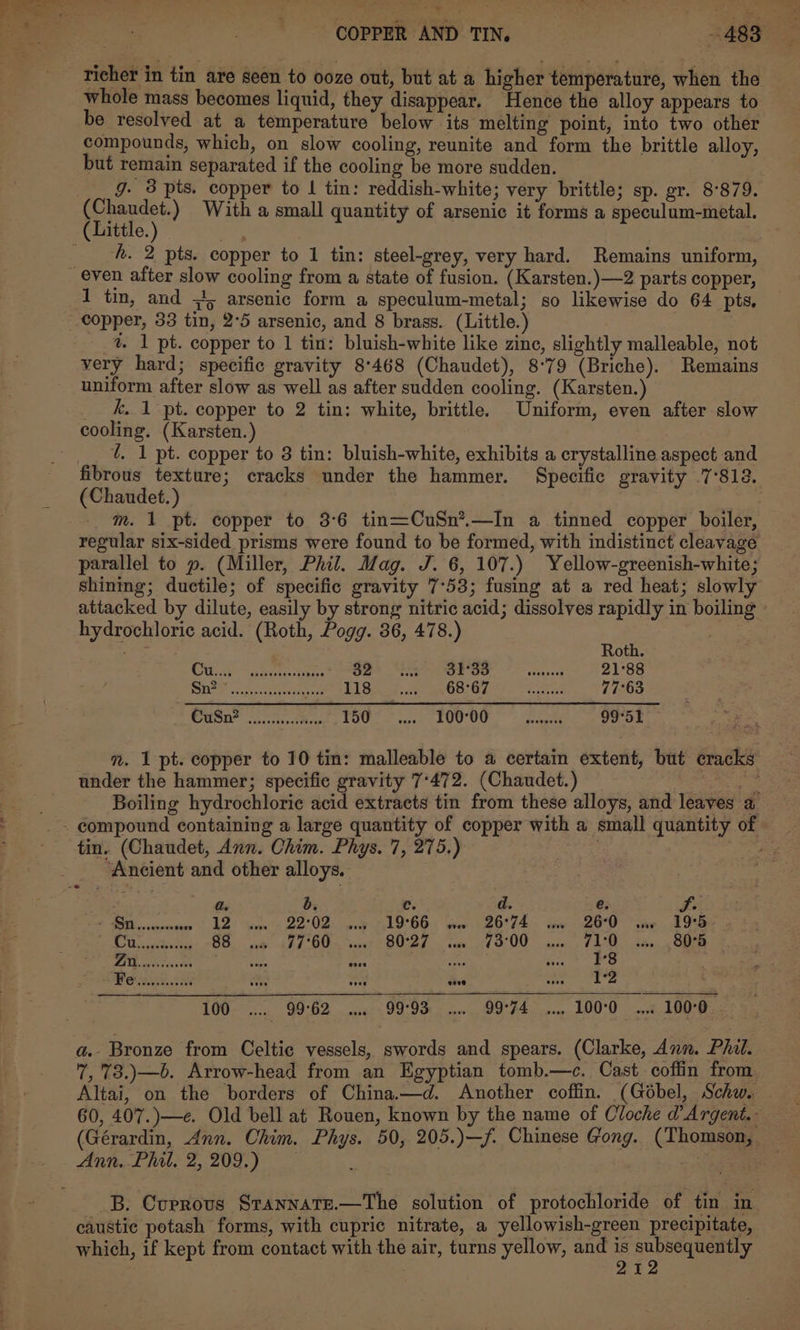 COPPER AND TIN. 483
richer in tin are seen to ooze out, but at a higher temperature, when the
whole mass becomes liquid, they disappear. Hence the alloy appears to
be resolved at a temperature below its melting point, into two other
compounds, which, on slow cooling, reunite and form the brittle alloy,
but remain separated if the cooling be more sudden.
g. 3 pts. copper to 1 tin: reddish-white; very brittle; sp. gr. 8·879.
(Chaudet.) With a small quantity of arsenic it forms a speculum-metal.
(Little.)
h. 2 pts. copper to 1 tin: steel-grey, very hard. Remains uniform,
even after slow cooling from a state of fusion. (Karsten.)—2 parts copper,
1 tin, and arsenic form a speculum-metal; so likewise do 64 pts.
copper, 33 tin, 2·5 arsenic, and 8 brass. (Little.)
i. 1 pt. copper to 1 tin: bluish-white like zinc, slightly malleable, not
very hard; specific gravity 8·468 (Chaudet), 8·79 (Briche). Remains
uniform after slow as well as after sudden cooling. (Karsten.)
k. 1 pt. copper to 2 tin: white, brittle. Uniform, even after slow
cooling. (Karsten.)
l. 1 pt. copper to 3 tin: bluish-white, exhibits a crystalline aspect and
fibrous texture; cracks under the hammer. Specific gravity 7·813.
(Chaudet.)
m. 1 pt. copper to 3·6 tin=CuSn².—In a tinned copper boiler,
regular six-sided prisms were found to be formed, with indistinct cleavage
parallel to p. (Miller, Phil. Mag. J. 6, 107.) Yellow-greenish-white;
shining; ductile; of specific gravity 7·53; fusing at a red heat; slowly
attacked by dilute, easily by strong nitric acid; dissolves rapidly in boiling
hydrochloric acid. (Roth, Pogg. 36, 478.)
Roth.
Cu.... ................ 32 .... 31·33 ........ 21·88
Sn² .................... 118 .... 68·67 ........ 77·63
CuSn² ................ 150 .... 100·00 ........ 99·51
n. 1 pt. copper to 10 tin: malleable to a certain extent, but cracks
under the hammer; specific gravity 7·472. (Chaudet.)
Boiling hydrochloric acid extracts tin from these alloys, and leaves a
compound containing a large quantity of copper with a small quantity of
tin. (Chaudet, Ann. Chim. Phys. 7, 275.)
Ancient and other alloys.
a. b. c. d. e. f.
Sn............ 12 .... 22·02 .... 19·66 .... 26·74 .... 26·0 .... 19·5
Cu............ 88 .... 77·60 .... 80·27 .... 73·00 .... 71·0 .... 80·5
Zn............ .... .... .... .... 1·8
Fe............ .... .... .... .... 1·2
100 .... 99·62 .... 99·93 .... 99·74 .... 100·0 .... 100·0
a. Bronze from Celtic vessels, swords and spears. (Clarke, Ann. Phil.
7, 73.)—b. Arrow-head from an Egyptian tomb.—c. Cast coffin from
Altai, on the borders of China.—d. Another coffin. (Göbel, Schw.
60, 407.)—e. Old bell at Rouen, known by the name of Cloche d'Argent.
(Gérardin, Ann. Chim. Phys. 50, 205.)—f. Chinese Gong. (Thomson,
Ann. Phil. 2, 209.)
B. Cuprous Stannate.—The solution of protochloride of tin in
caustic potash forms, with cupric nitrate, a yellowish-green precipitate,
which, if kept from contact with the air, turns yellow, and is subsequently
2 I 2